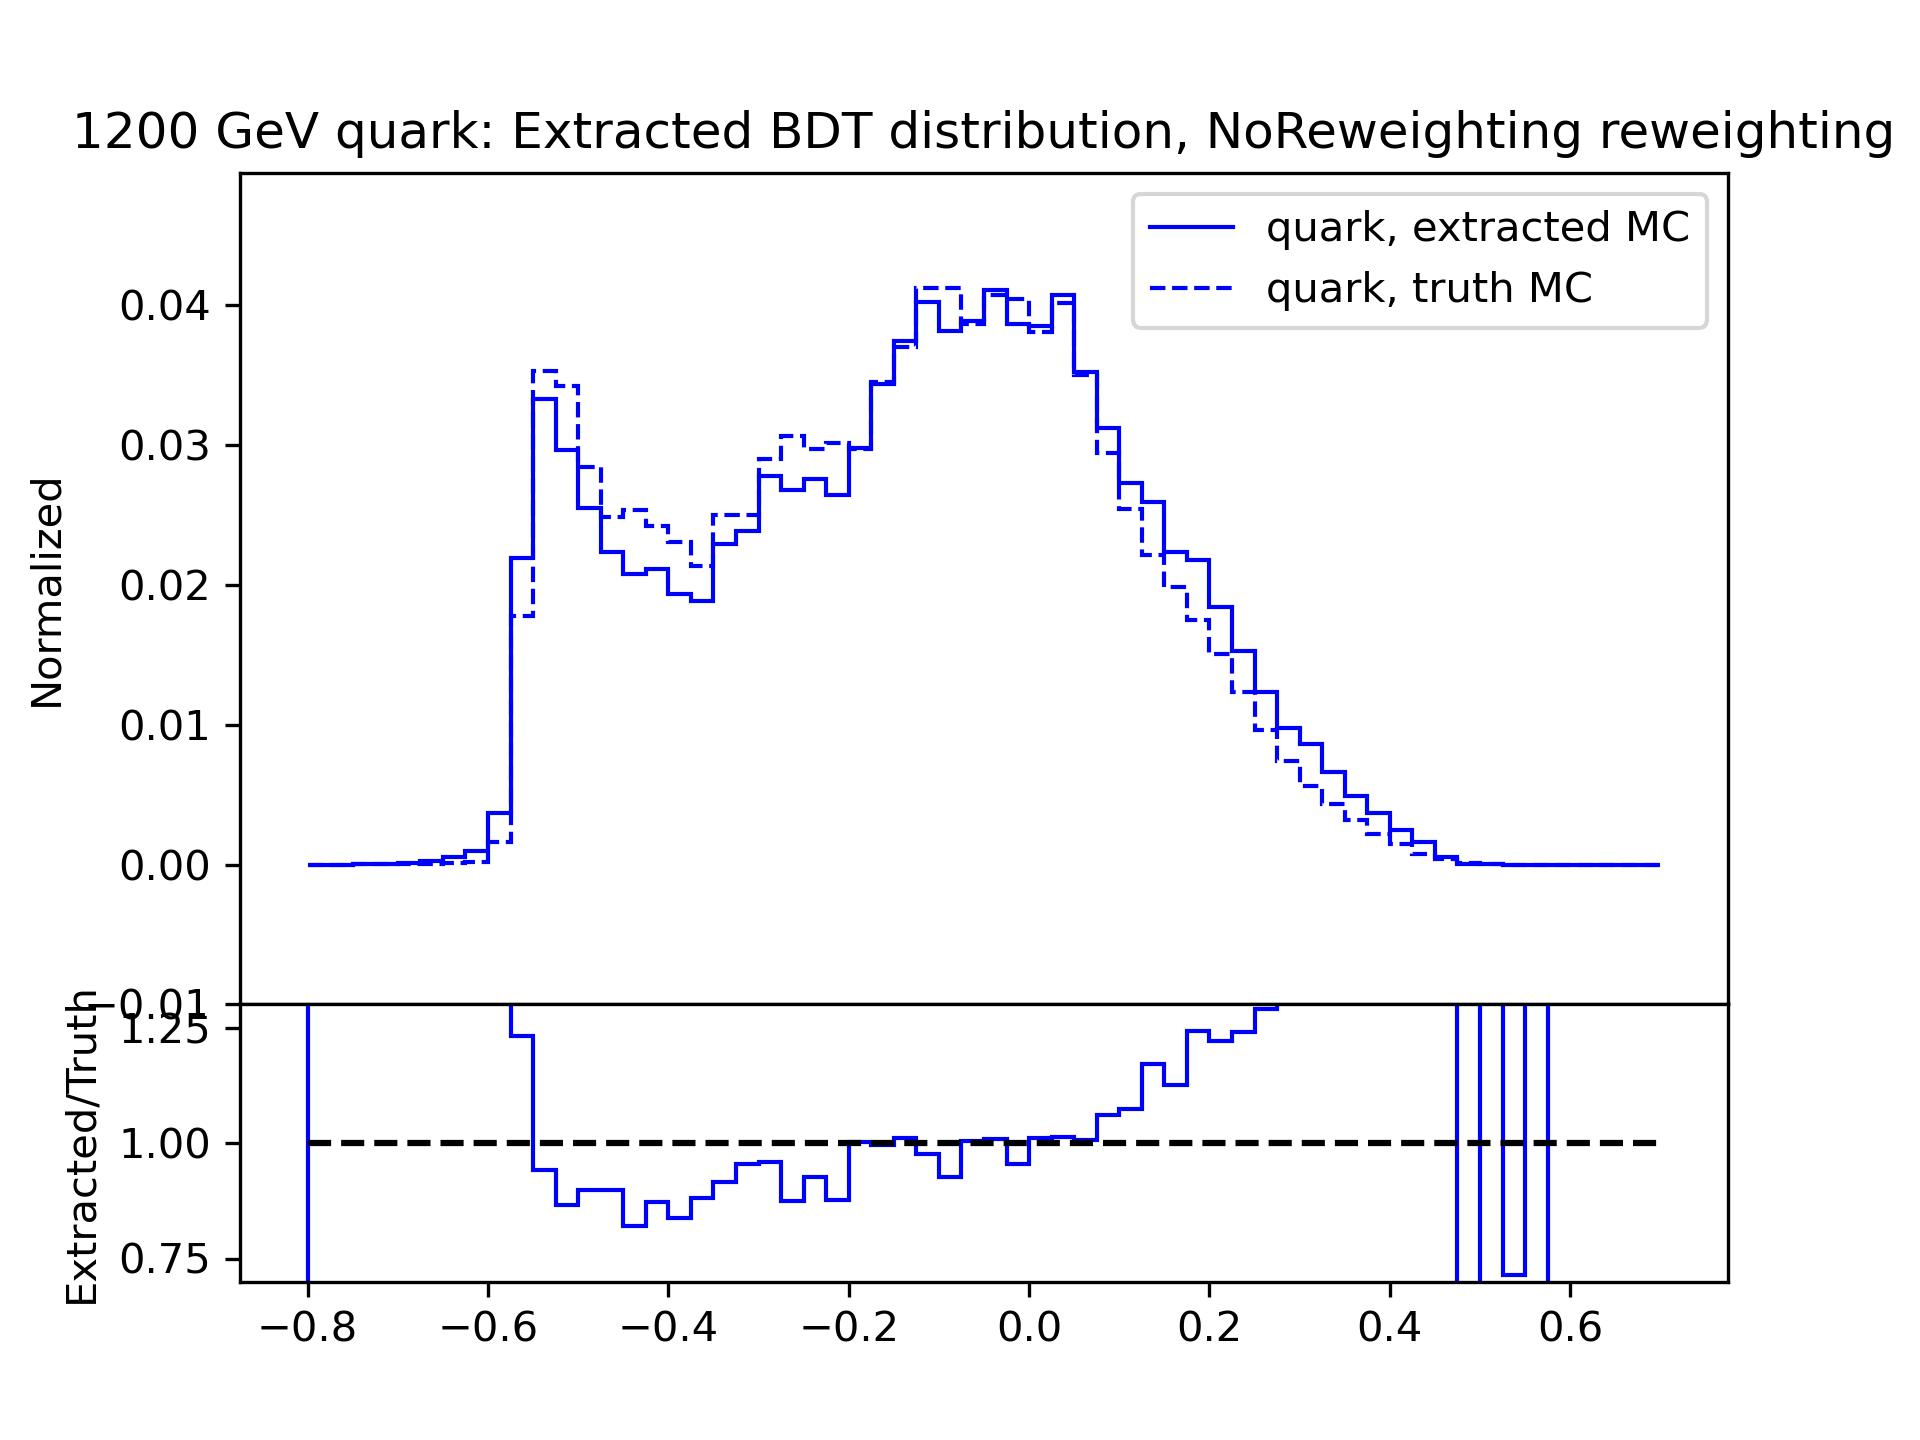 1200 GeV quark: Extracted BDT distribution, NoReweighting reweighting
quark, extracted MC
quark, truth MC
Normalized
0.04
0.03
0.02
0.01
0.00
−0.01
Extracted/Truth
1.25
1.00
0.75
−0.8 −0.6 −0.4 −0.2 0.0 0.2 0.4 0.6